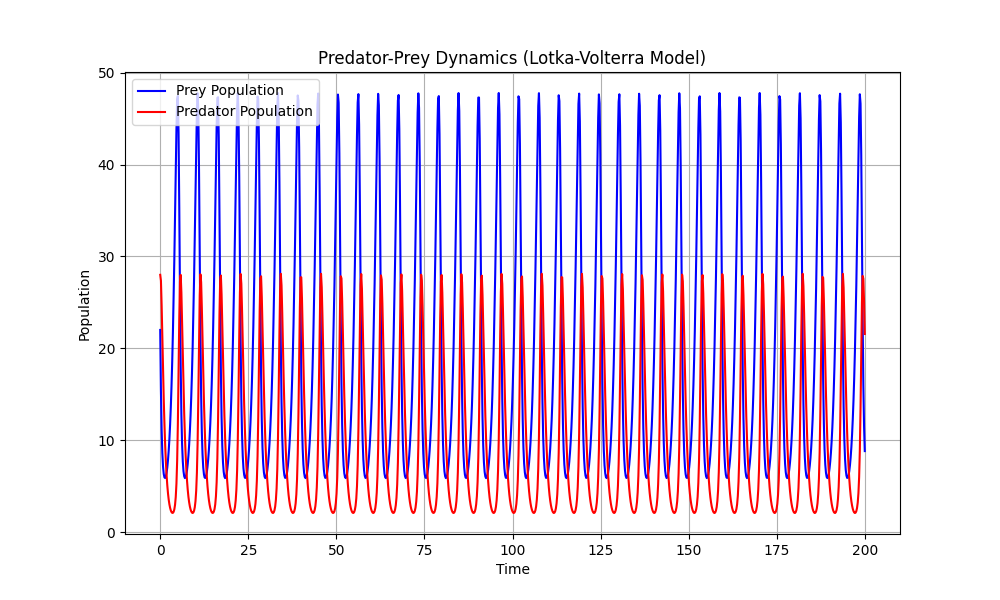 Predator-Prey Dynamics (Lotka-Volterra Model)
Prey Population
Predator Population
Population
50
40
30
20
10
0
0 25 50 75 100 125 150 175 200
Time